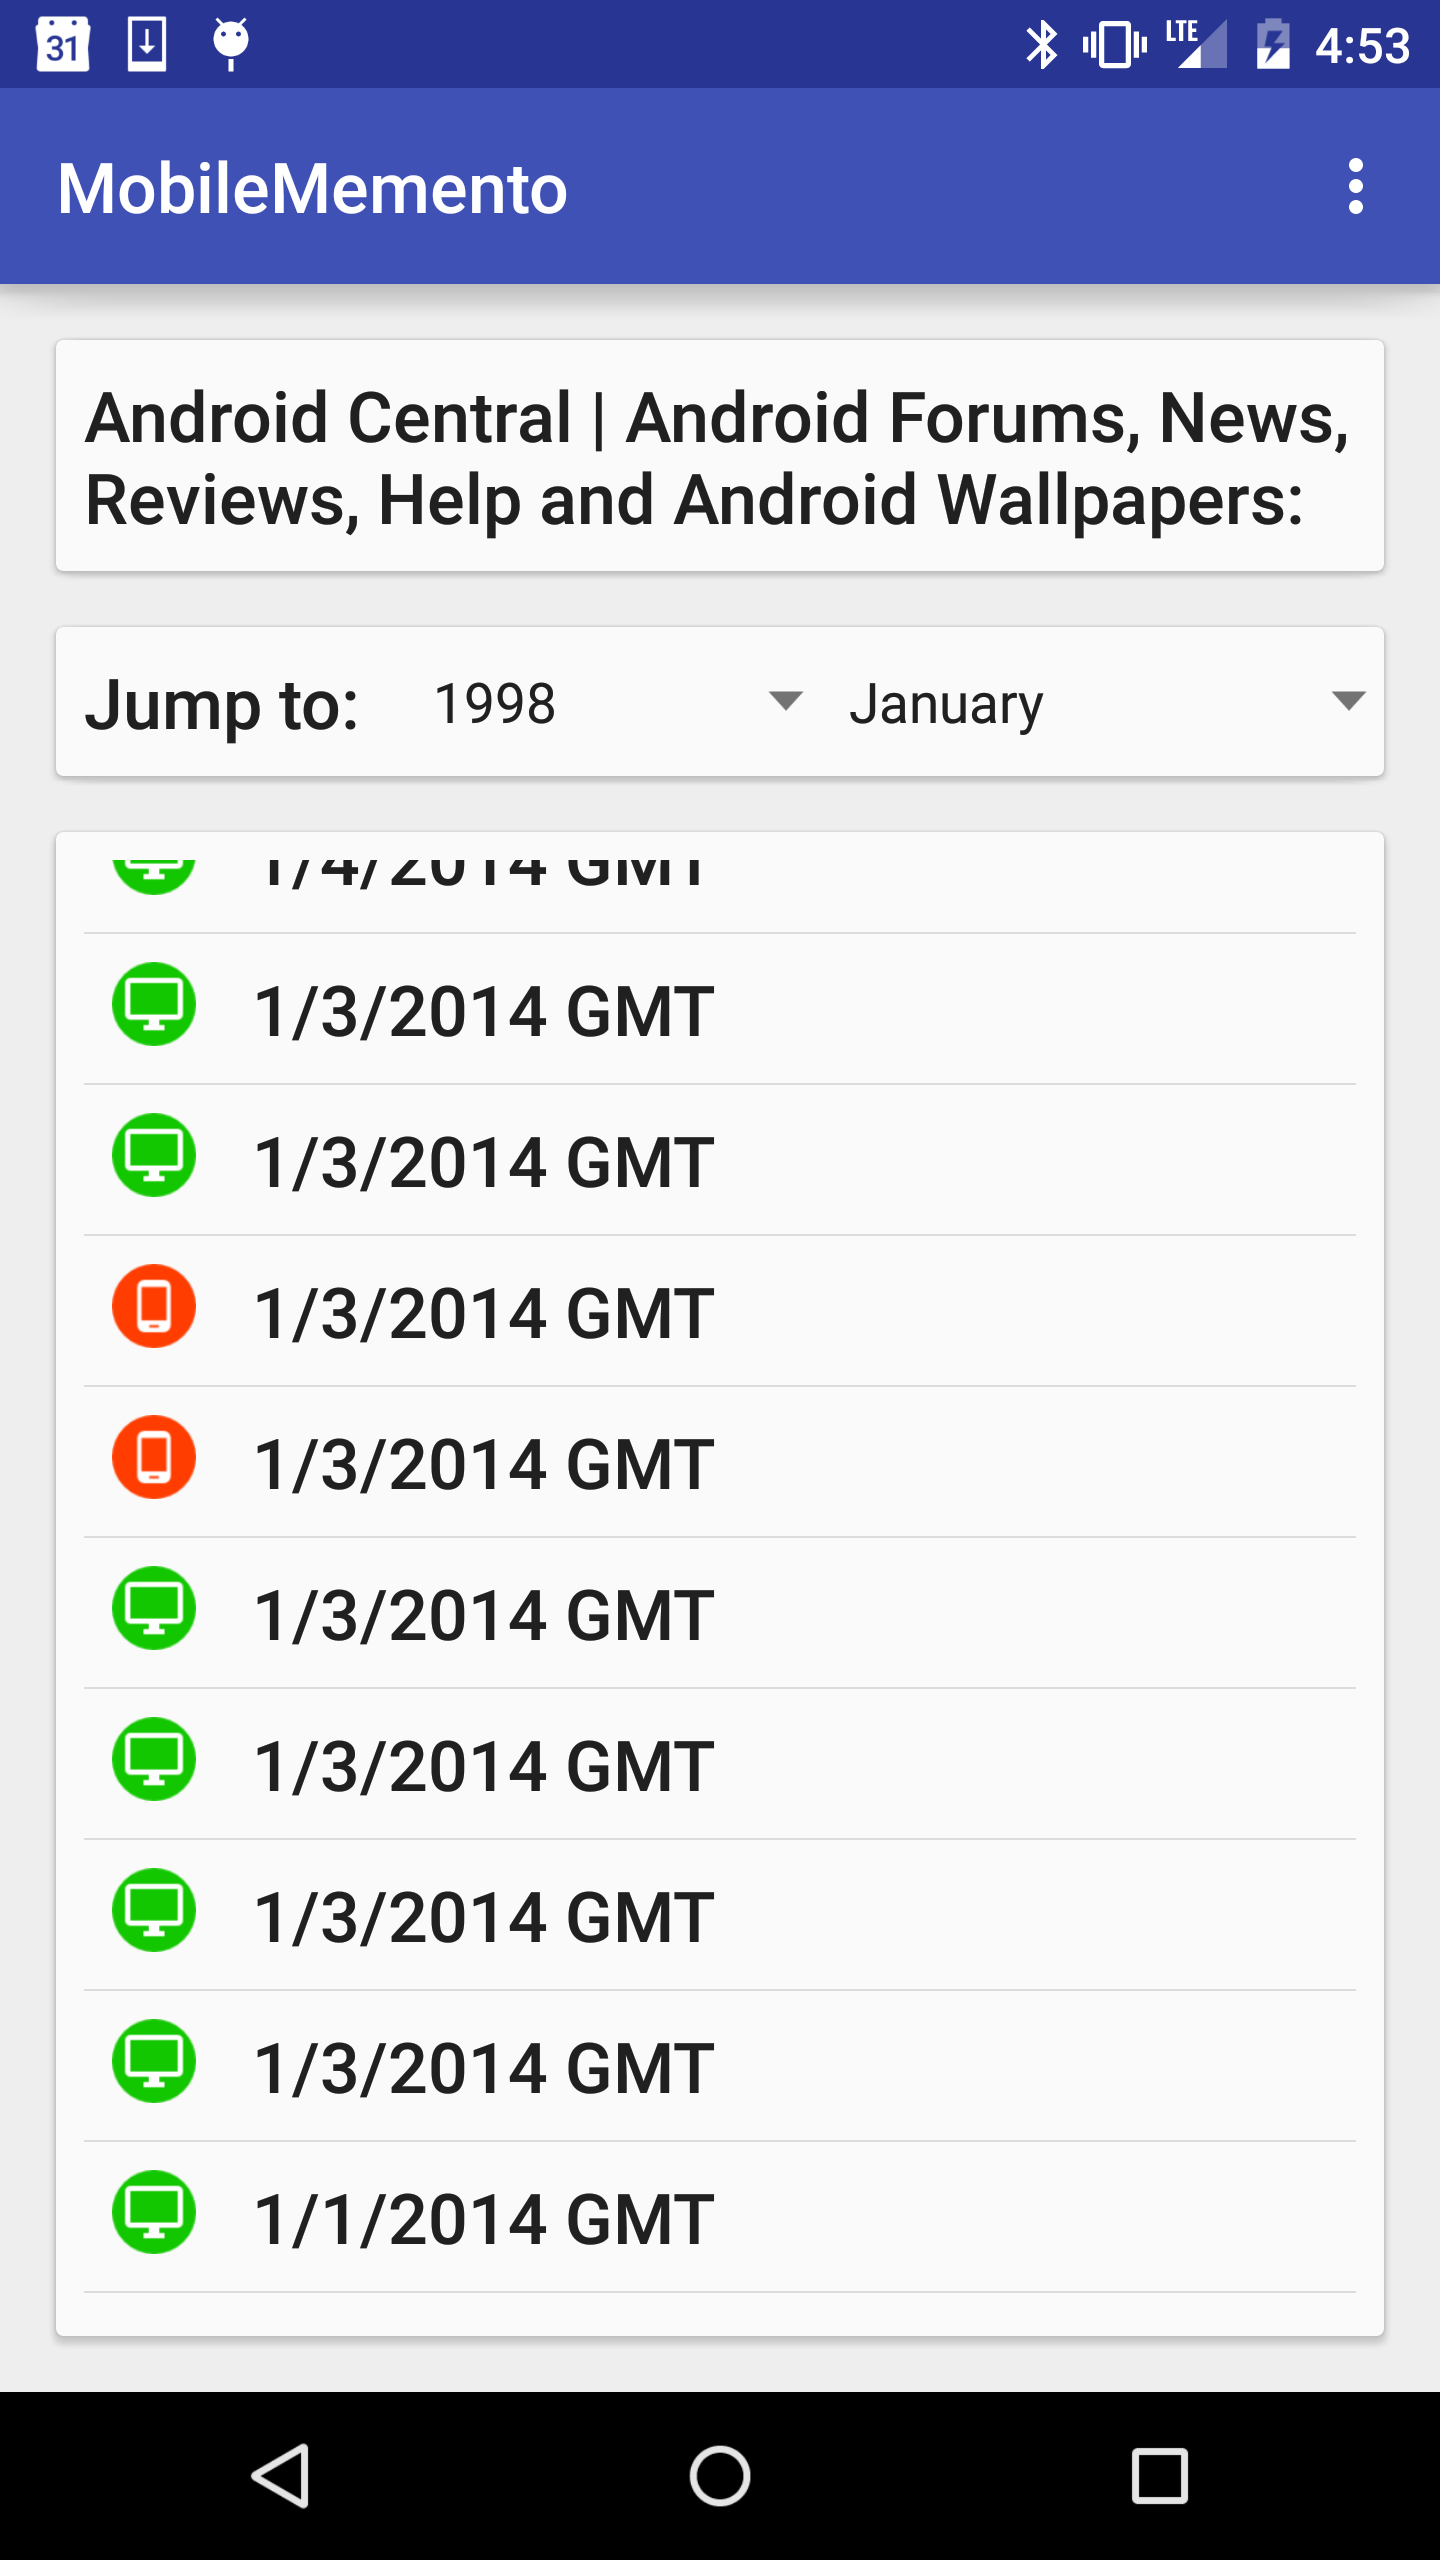 31
LTE
4:53
MobileMemento
Android Central | Android Forums, News,
Reviews, Help and Android Wallpapers:
Jump to: 1998 January
1/4/2014 GMT
1/3/2014 GMT
1/3/2014 GMT
1/3/2014 GMT
1/3/2014 GMT
1/3/2014 GMT
1/3/2014 GMT
1/3/2014 GMT
1/3/2014 GMT
1/1/2014 GMT